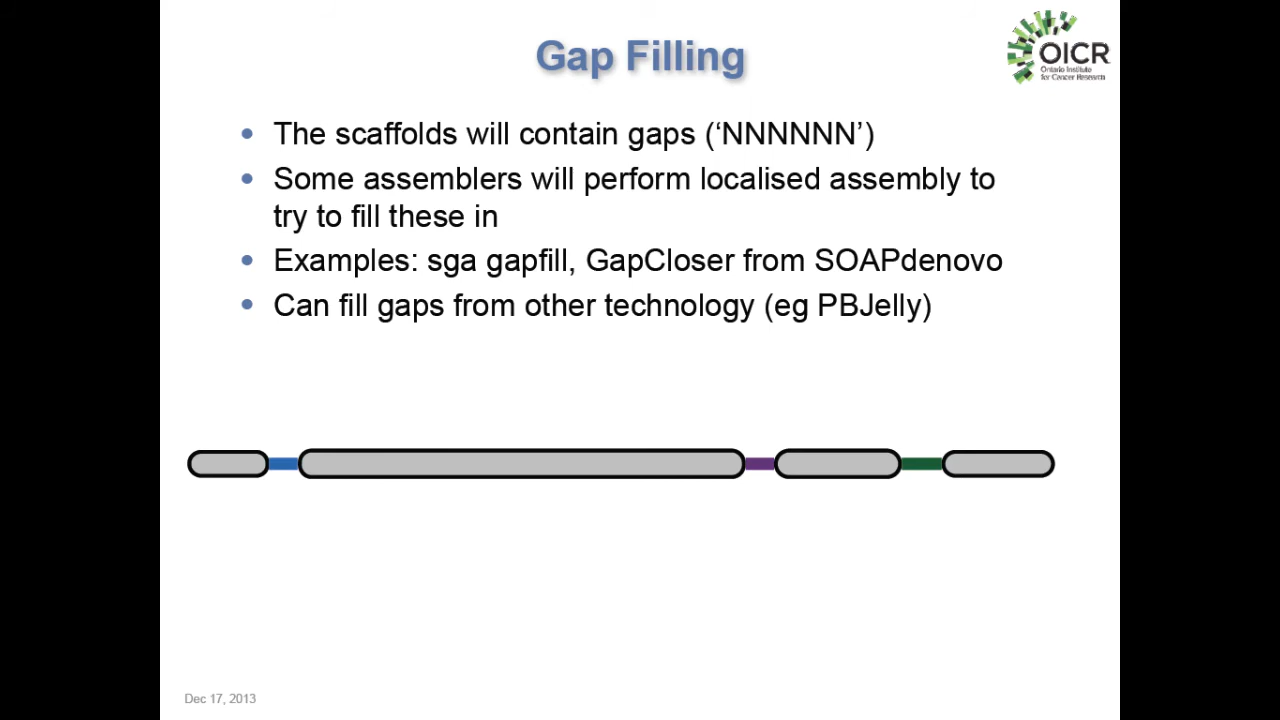 Gap Filling
OICR
Ontario Institute
for Cancer Research
• The scaffolds will contain gaps (‘NNNNNN’)
• Some assemblers will perform localised assembly to
try to fill these in
• Examples: sga gapfill, GapCloser from SOAPdenovo
• Can fill gaps from other technology (eg PBJelly)
Dec 17, 2013